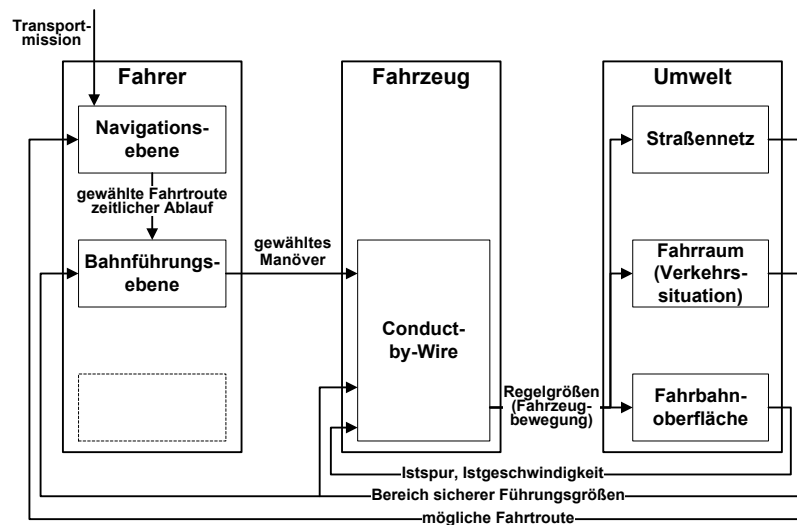 Transport-
mission
Fahrer
Fahrzeug
Umwelt
Navigations-
ebene
Straßennetz
gewählte Fahrtroute
zeitlicher Ablauf
Bahnführungs-
ebene
gewähltes
Manöver
Fahrraum
(Verkehrs-
situation)
Conduct-
by-Wire
Regelgrößen
(Fahrzeug-
bewegung)
Fahrbahn-
oberfläche
Istspur, Istgeschwindigkeit
Bereich sicherer Führungsgrößen
mögliche Fahrtroute